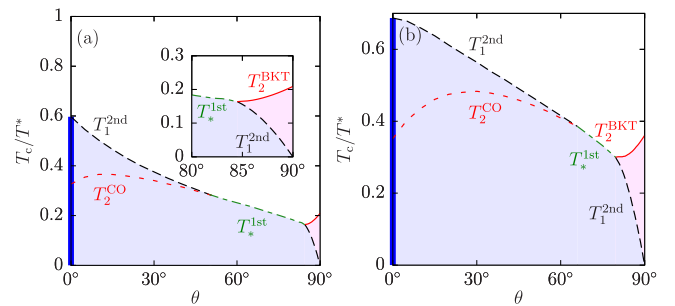 (a)
T_c/T^*
1
0.8
0.6
0.4
0.2
0
0°
30°
60°
90°
θ
T_1^{2nd}
T_2^{CO}
T_*^{1st}
0.3
0.2
0.1
0
80°
85°
90°
T_2^{BKT}
T_*^{1st}
T_1^{2nd}
(b)
T_c/T^*
0.6
0.4
0.2
0
0°
30°
60°
90°
θ
T_1^{2nd}
T_2^{CO}
T_2^{BKT}
T_*^{1st}
T_1^{2nd}